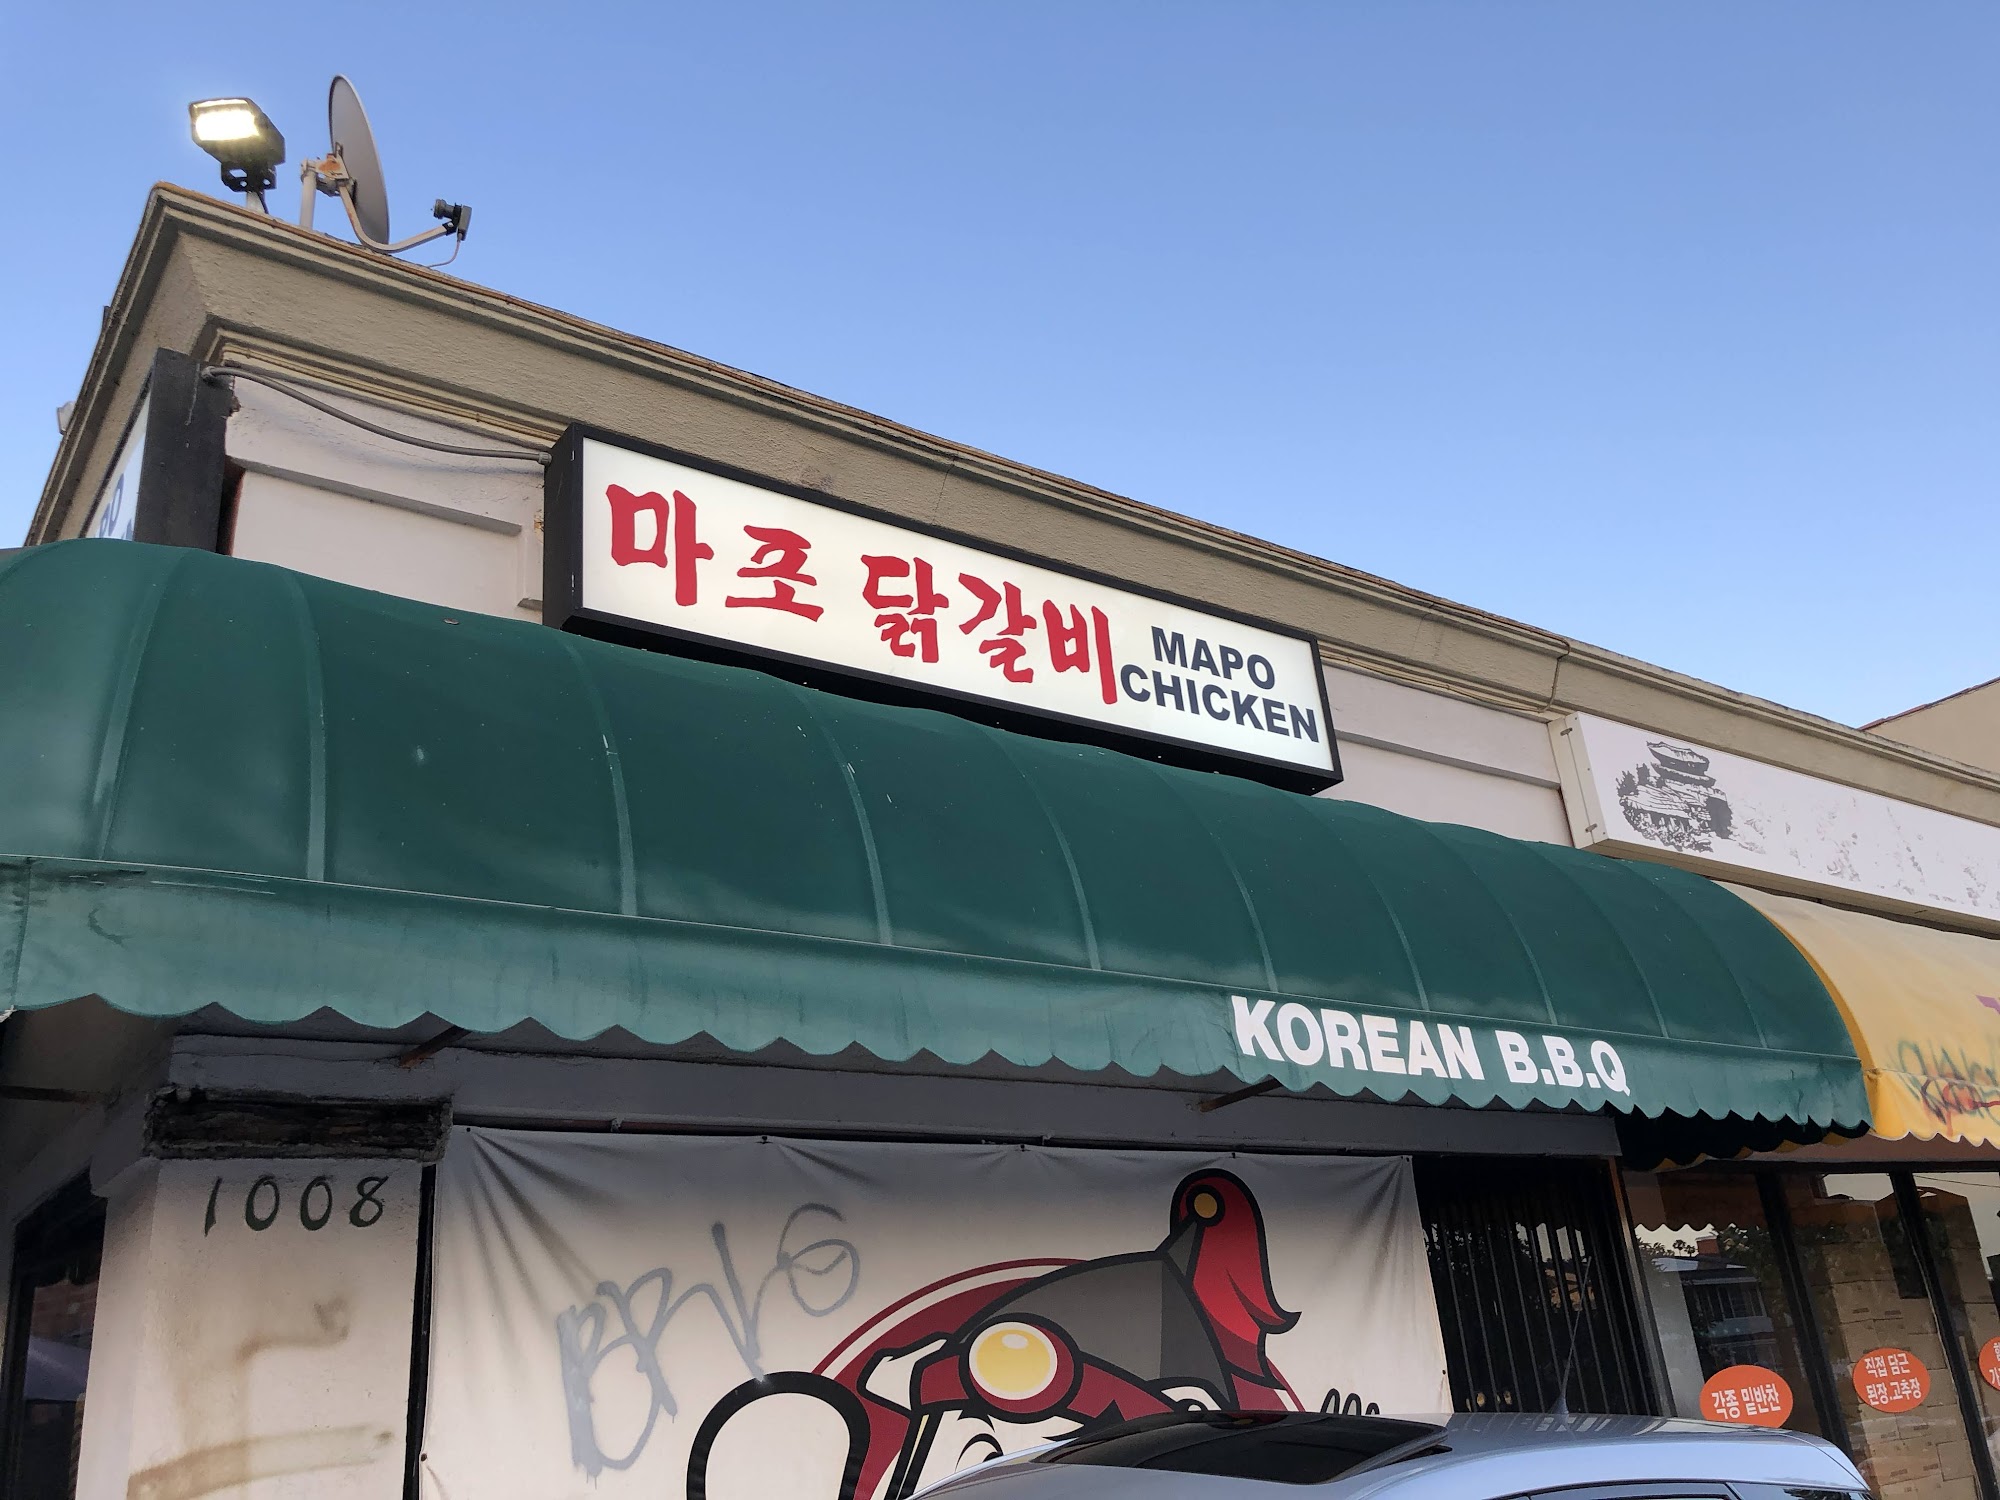 마포 닭갈비
MAPO
CHICKEN
KOREAN B.B.Q
1008
각종 밑반찬
직접 담근
된장.고추장